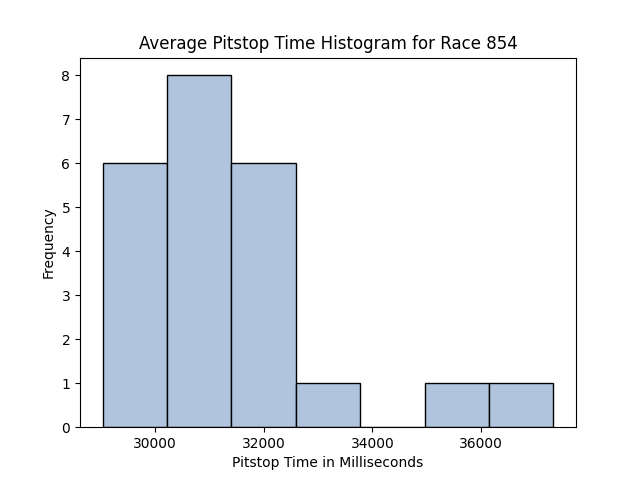 Average Pitstop Time Histogram for Race 854
8
7
6
5
4
3
2
1
0
Frequency
30000 32000 34000 36000
Pitstop Time in Milliseconds